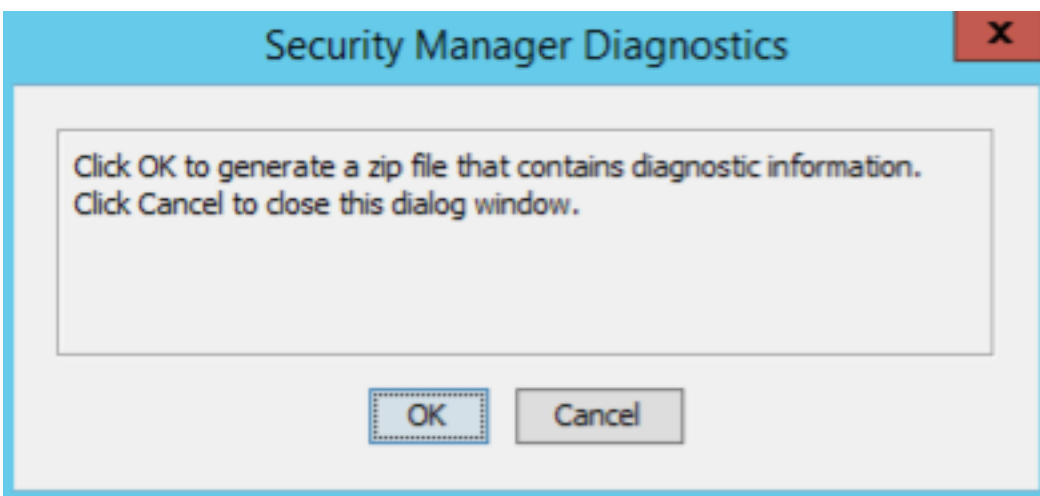 Security Manager Diagnostics
x
Click OK to generate a zip file that contains diagnostic information.
Click Cancel to close this dialog window.
OK
Cancel